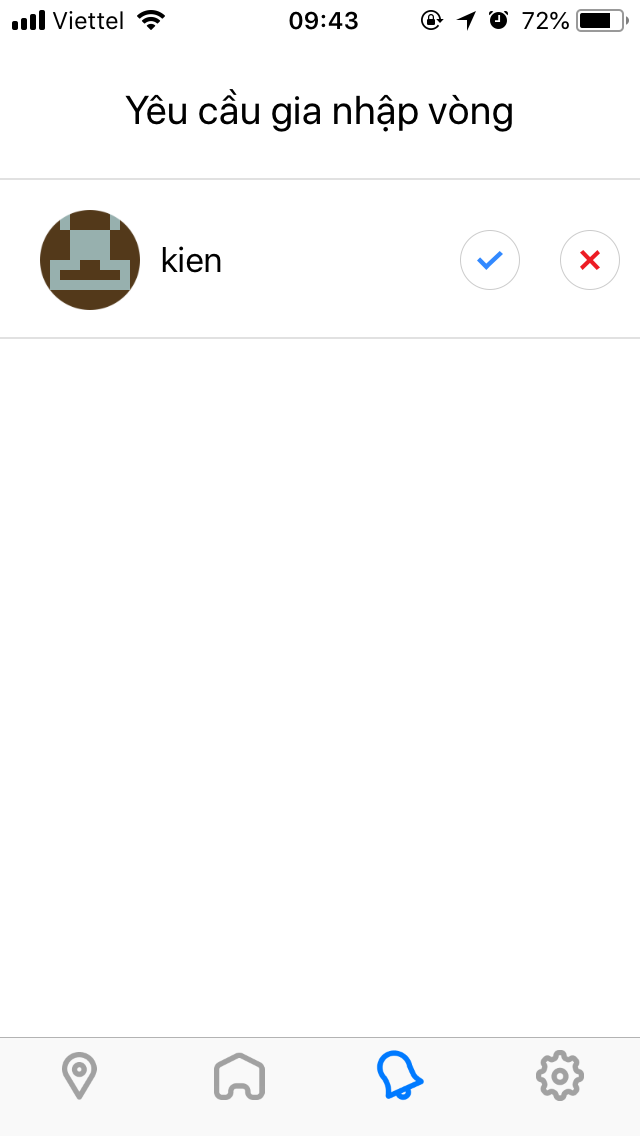 Viettel 09:43 72%
Yêu cầu gia nhập vòng
kien